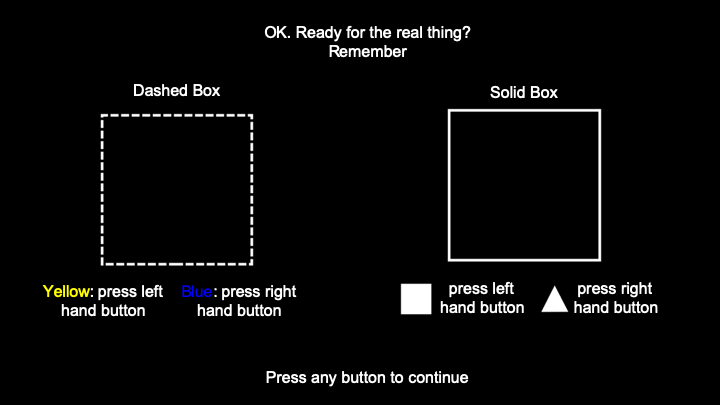 OK. Ready for the real thing?
Remember
Dashed Box
Solid Box
Yellow: press left
hand button
Blue: press right
hand button
press left
hand button
press right
hand button
Press any button to continue